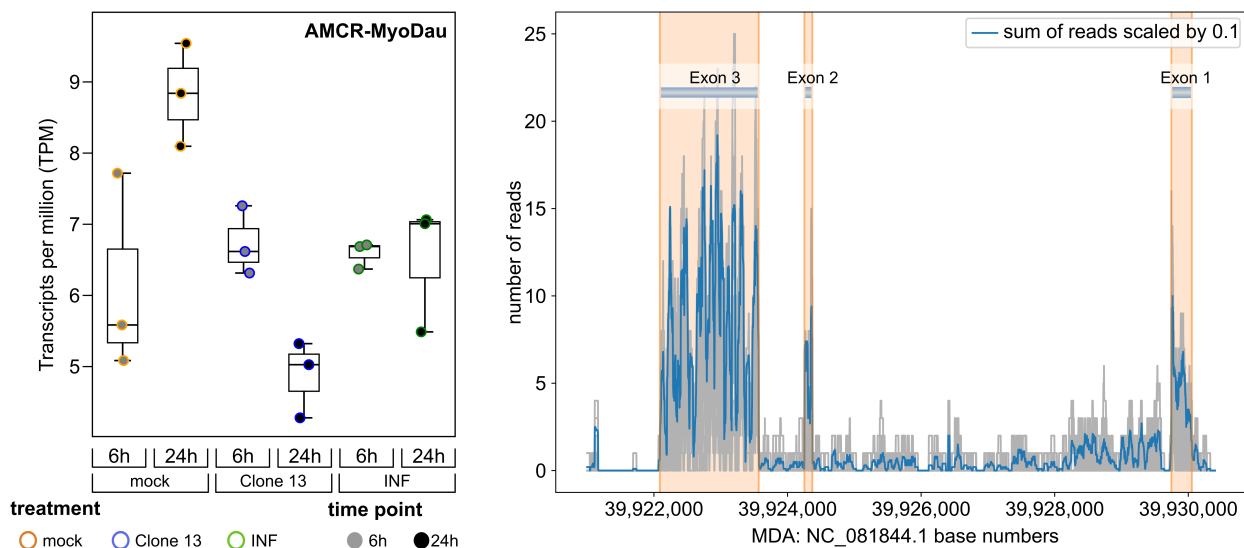 AMCR-MyoDau
Transcripts per million (TPM)
9
8
7
6
5
6h 24h 6h 24h 6h 24h
mock Clone 13 INF
treatment time point
mock Clone 13 INF 6h 24h
sum of reads scaled by 0.1
Exon 3 Exon 2 Exon 1
number of reads
25
20
15
10
5
0
39,922,000 39,924,000 39,926,000 39,928,000 39,930,000
MDA: NC_081844.1 base numbers